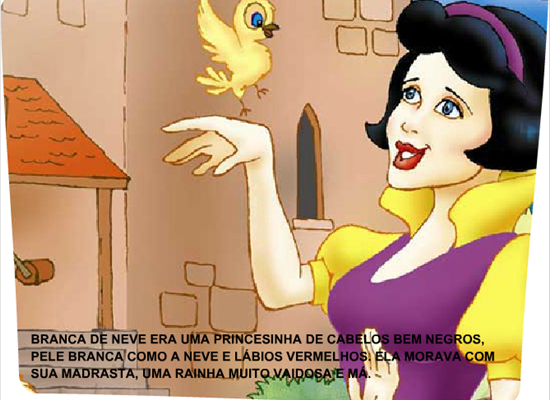 BRANCA DE NEVE ERA UMA PRINCESINHA DE CABELOS BEM NEGROS,
PELE BRANCA COMO A NEVE E LÁBIOS VERMELHOS. ELA MORAVA COM
SUA MADRASTA, UMA RAINHA MUITO VAIDOSA E MÁ.